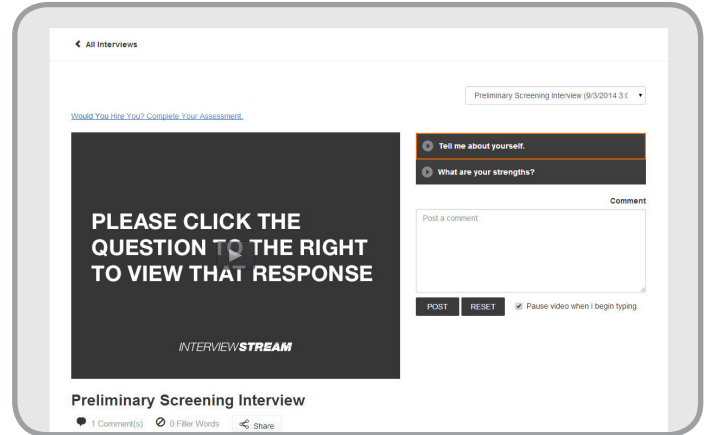 All Interviews
Preliminary Screening Interview (9/3/2014 3:(
Would You Hire You? Complete Your Assessment.
PLEASE CLICK THE
QUESTION TO THE RIGHT
TO VIEW THAT RESPONSE
INTERVIEWSTREAM
Tell me about yourself.
What are your strengths?
Comment
Post a comment
POST RESET Pause video when I begin typing.
Preliminary Screening Interview
1 Comment(s) 0 Filler Words Share